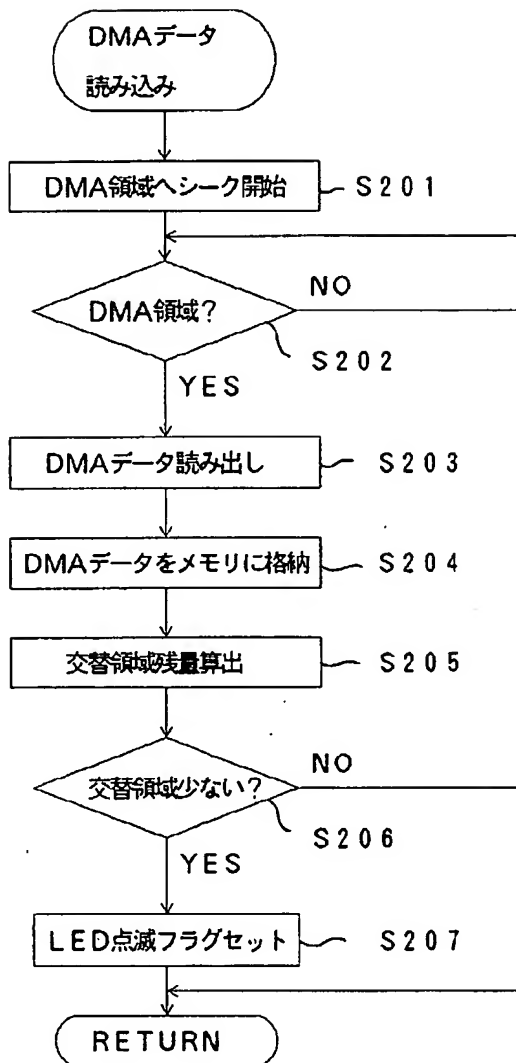 DMAデータ
読み込み
DMA領域へシーク開始
S201
DMA領域?
NO
S202
YES
DMAデータ読み出し
S203
DMAデータをメモリに格納
S204
交替領域残量算出
S205
交替領域少ない?
NO
S206
YES
LED点滅フラグセット
S207
RETURN